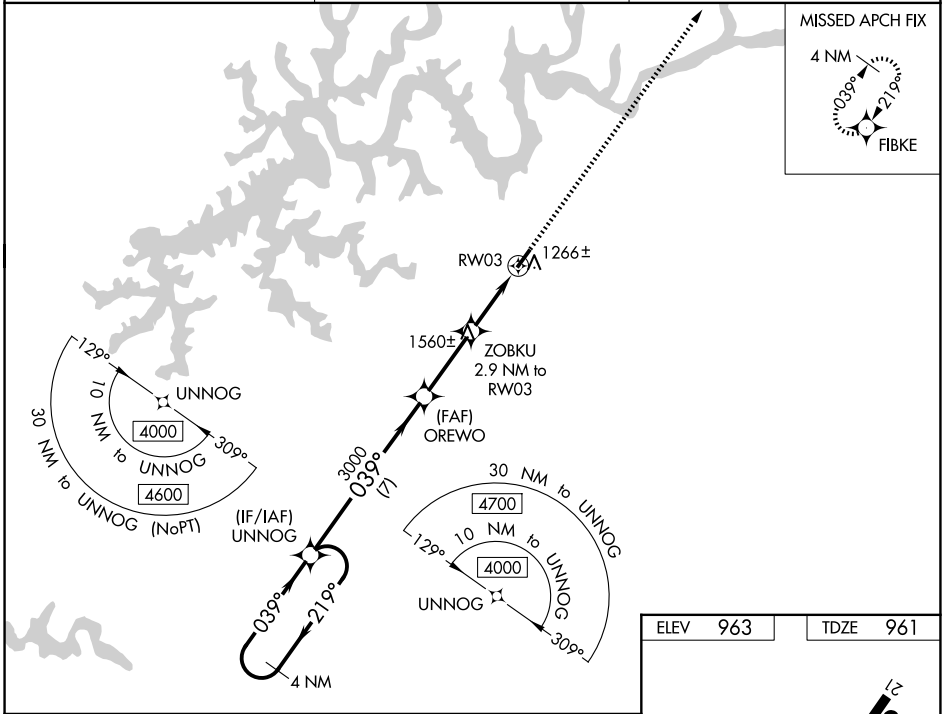 MISSED APCH FIX
4 NM
039°
219°
FIBKE
RW03
1266±
1560±
ZOBKU
2.9 NM to
RW03
(FAF)
OREWO
3000
039°
(7)
(IF/IAF)
UNNOG
039°
219°
4 NM
129°
UNNOG
309°
10 NM to UNNOG
4000
30 NM to UNNOG (NoPT)
4600
30 NM to UNNOG
4700
10 NM to UNNOG
4000
129°
UNNOG
309°
ELEV 963
TDZE 961
21